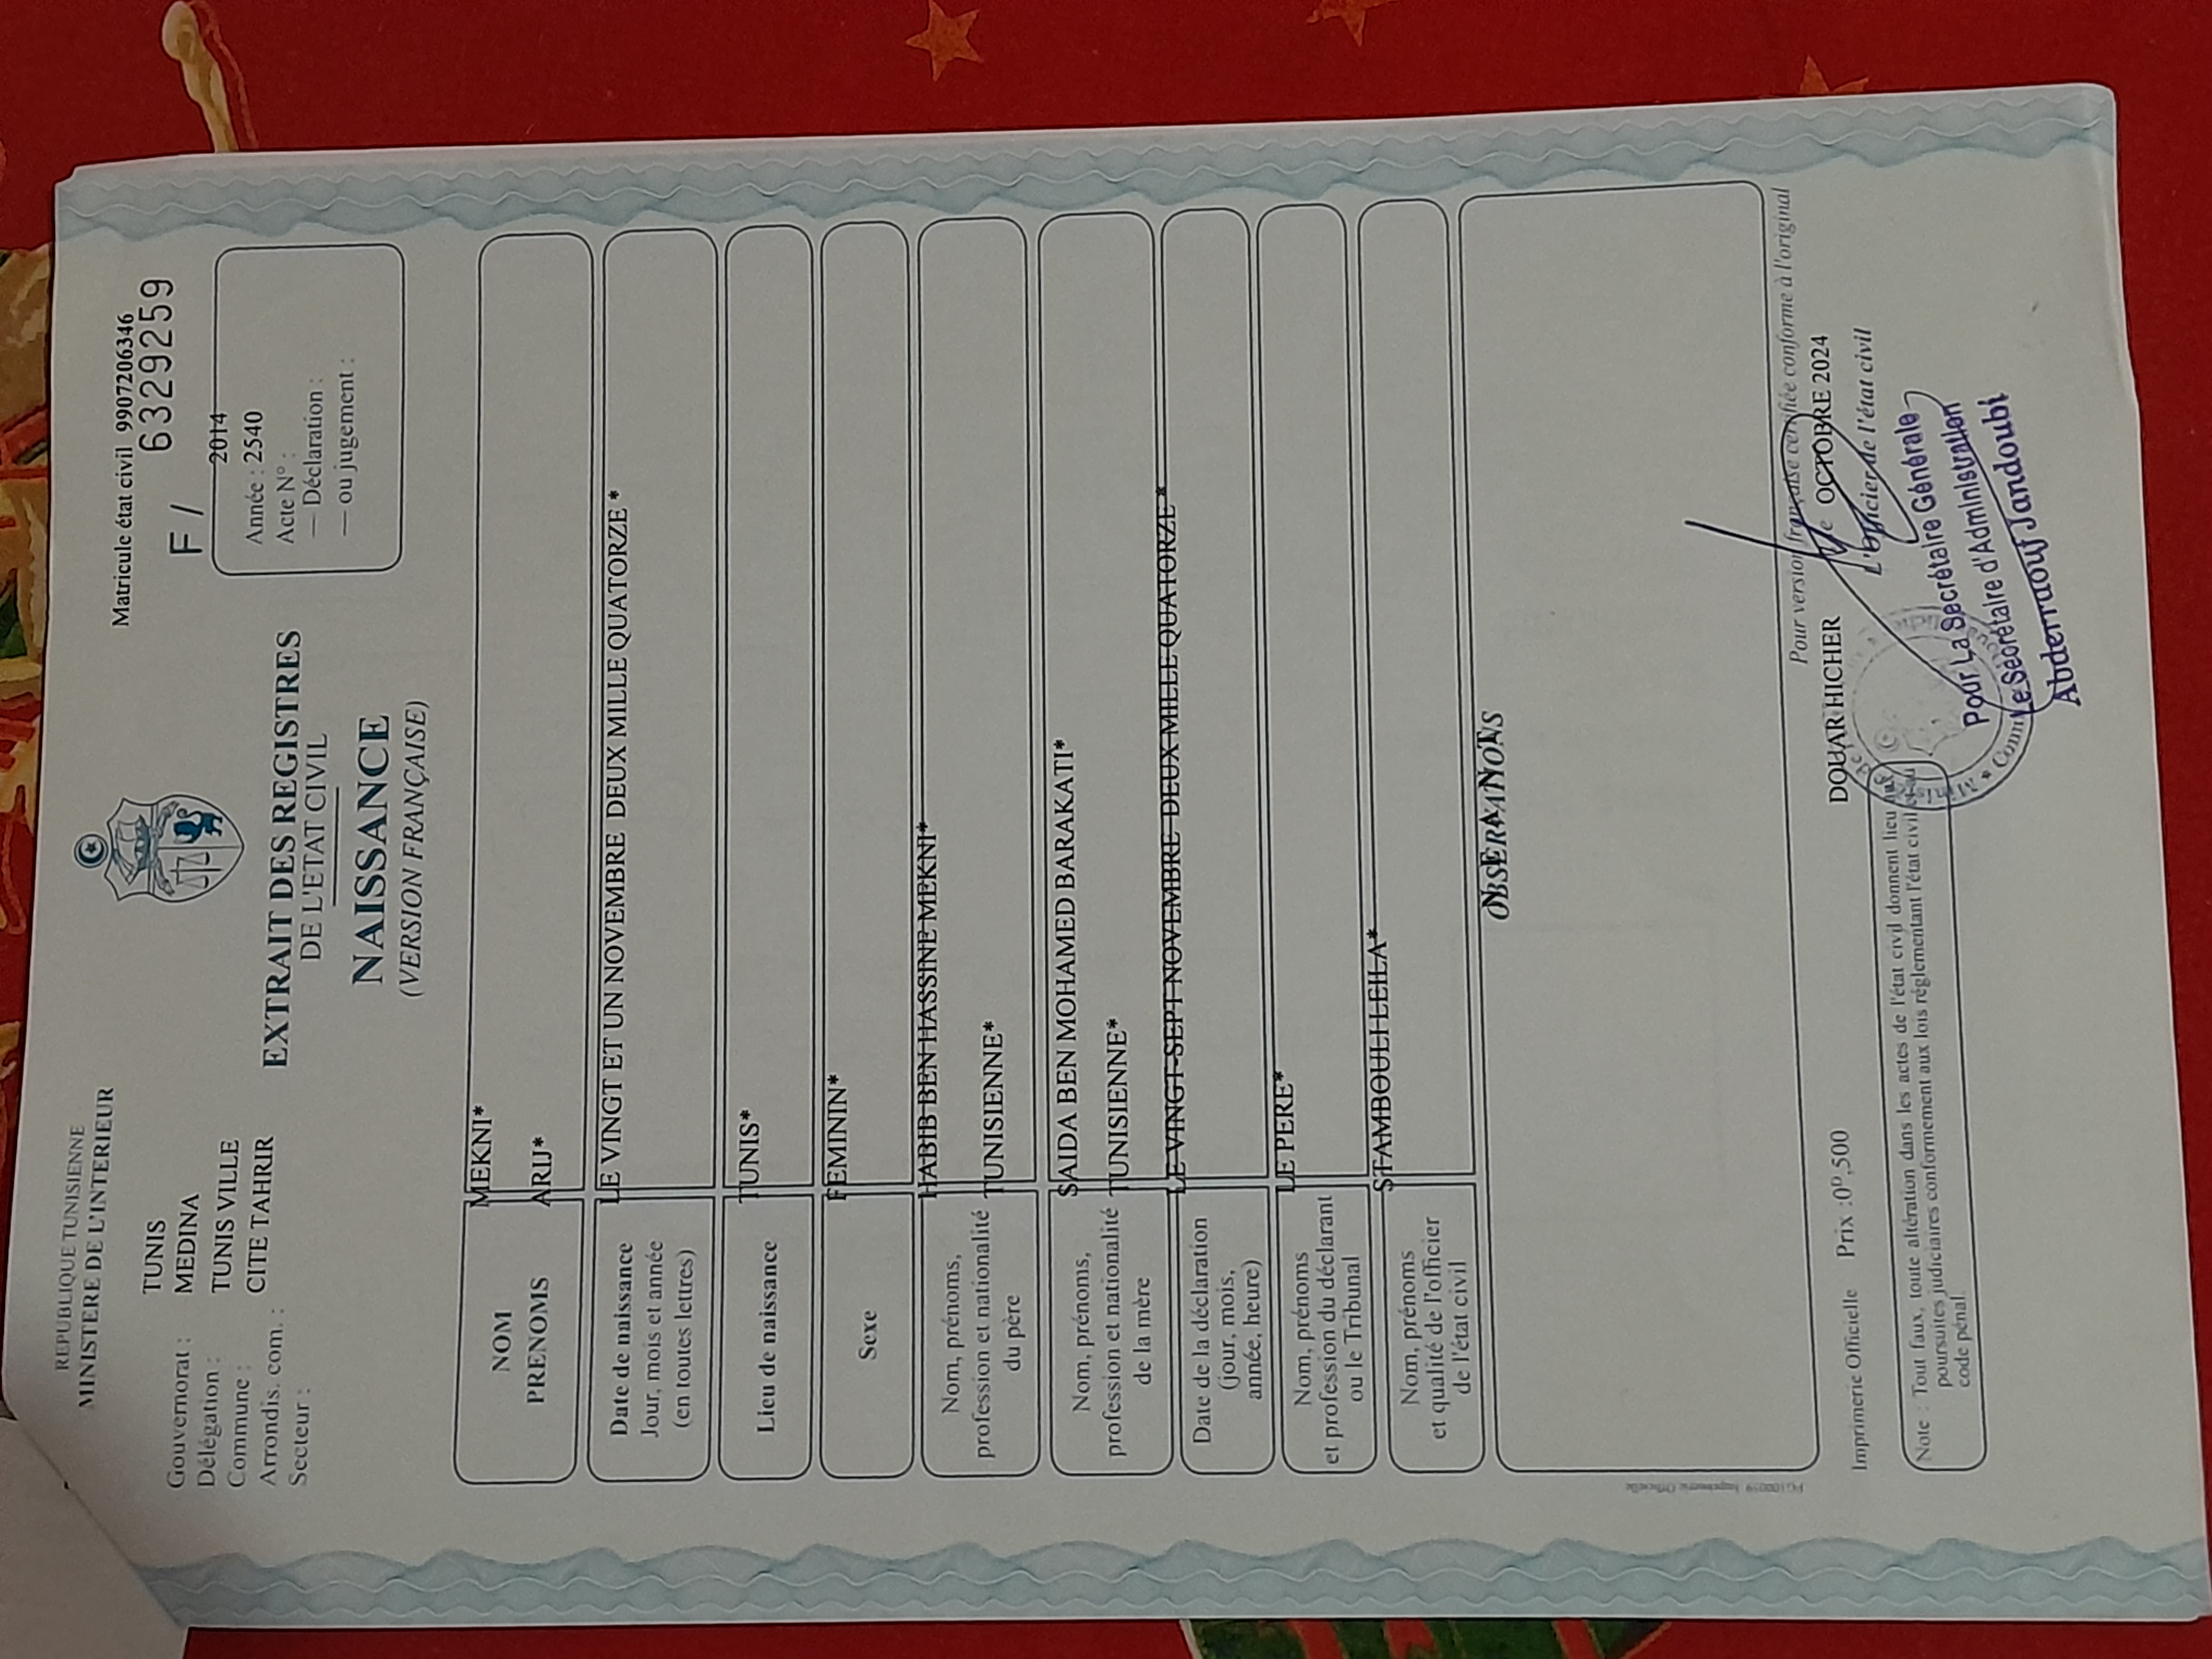 REPUBLIQUE TUNISIENNE
MINISTERE DE L'INTERIEUR
Matricule état civil 9907206346
F / 6329259
Gouvernorat : TUNIS
Délégation : MEDINA
Commune : TUNIS VILLE
Arrondis. com. : CITE TAHRIR
Secteur :
2014
Année : 2540
Acte N° :
— Déclaration :
— ou jugement :
EXTRAIT DES REGISTRES
DE L'ETAT CIVIL
NAISSANCE
(VERSION FRANÇAISE)
NOM MEKNI*
PRENOMS ARIJ*
Date de naissance LE VINGT ET UN NOVEMBRE DEUX MILLE QUATORZE *
Jour, mois et année
(en toutes lettres)
Lieu de naissance TUNIS*
Sexe FEMININ*
Nom, prénoms, HABIB BEN HASSINE MEKNI*
profession et nationalité TUNISIENNE*
du père
Nom, prénoms, SAIDA BEN MOHAMED BARAKATI*
profession et nationalité TUNISIENNE*
de la mère
Date de la déclaration LE VINGT-SEPT NOVEMBRE DEUX MILLE QUATORZE *
(jour, mois,
année, heure)
Nom, prénoms LE PERE*
et profession du déclarant
ou le Tribunal
Nom, prénoms STAMBOULI LEILA*
et qualité de l'officier
de l'état civil
OBSERVATIONS
PG100059 Imprimerie Officielle
Pour version française certifiée conforme à l'original
Imprimerie Officielle Prix :0ᴰ,500
DOUAR HICHER le OCTOBRE 2024
L'officier de l'état civil
Note : Tout faux, toute altération dans les actes de l'état civil donnent lieu aux
poursuites judiciaires conformement aux lois réglementant l'état civil
code pénal.
Pour La Secrétaire Générale
Le Secrétaire d'Administration
Abderraouf Jandoubi